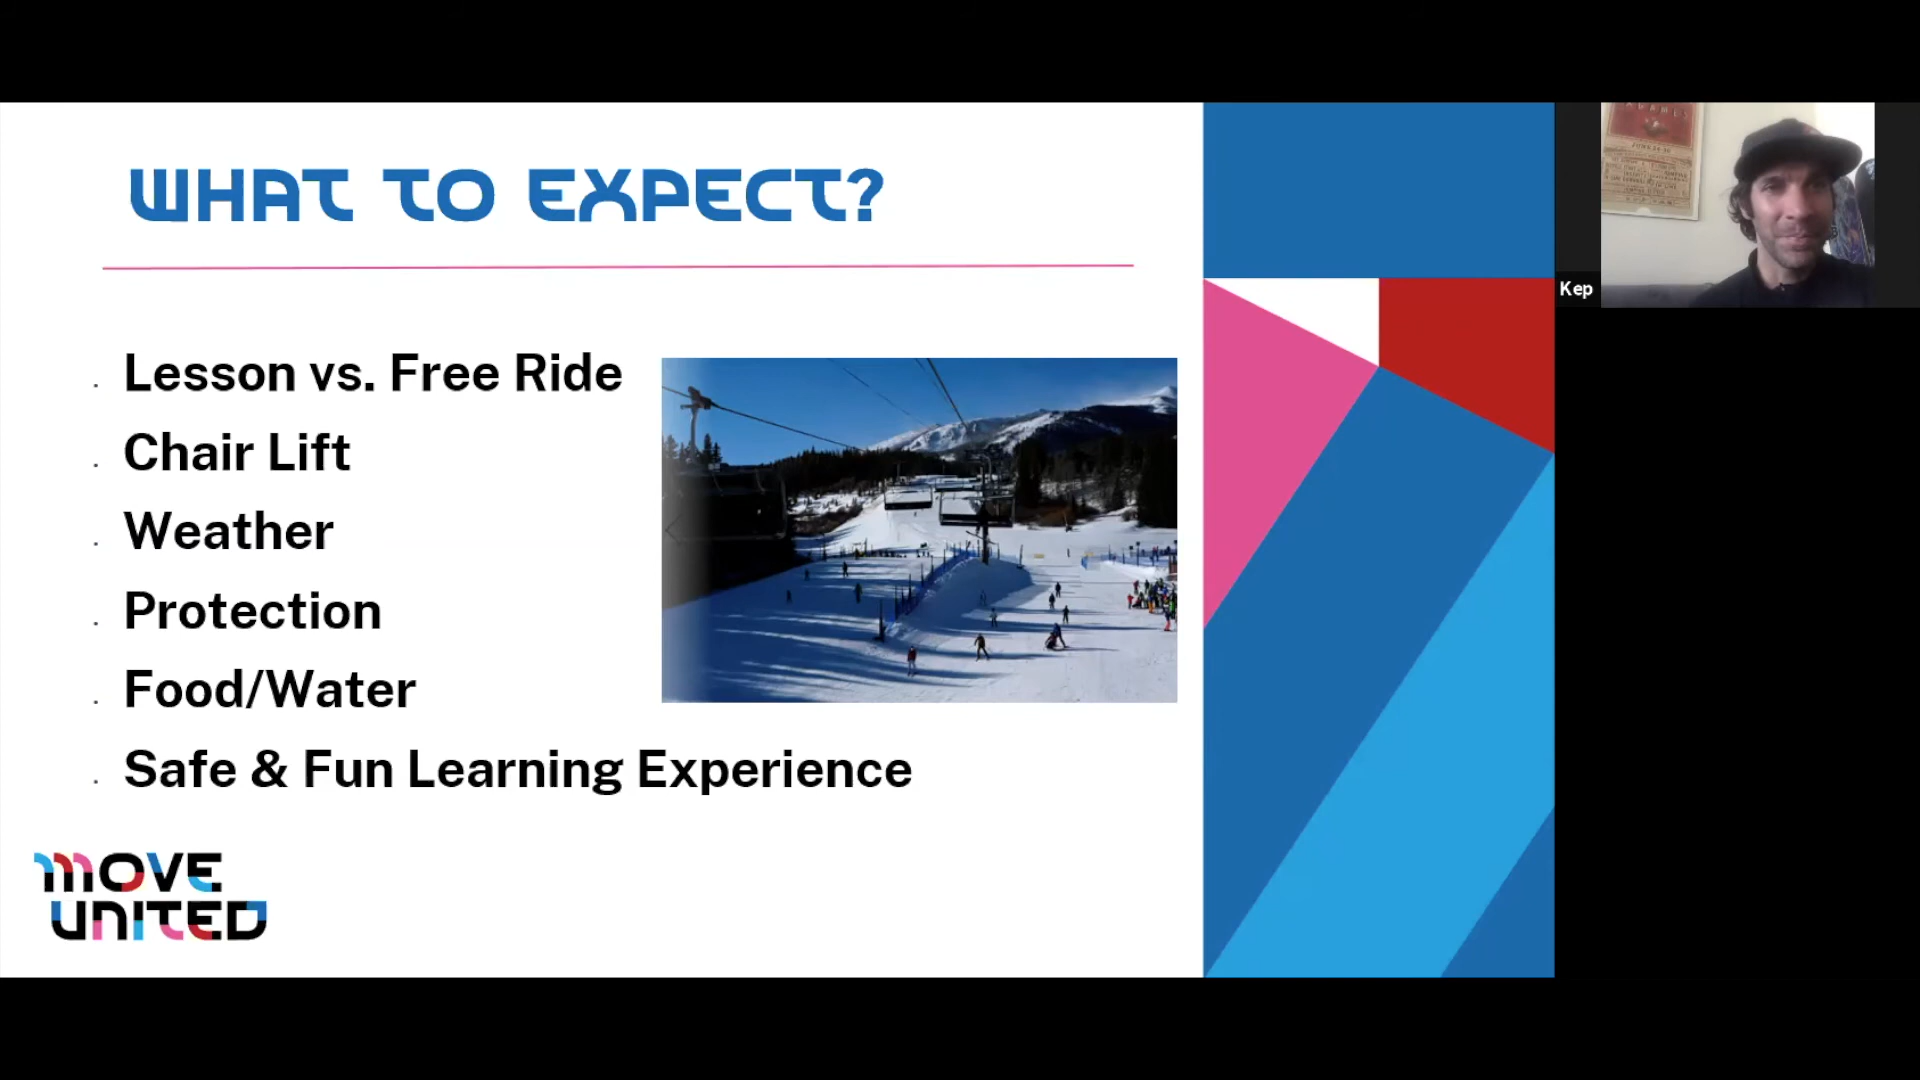 WHAT TO EXPECT?
Lesson vs. Free Ride
Chair Lift
Weather
Protection
Food/Water
Safe & Fun Learning Experience
MOVE
UNITED
Kep